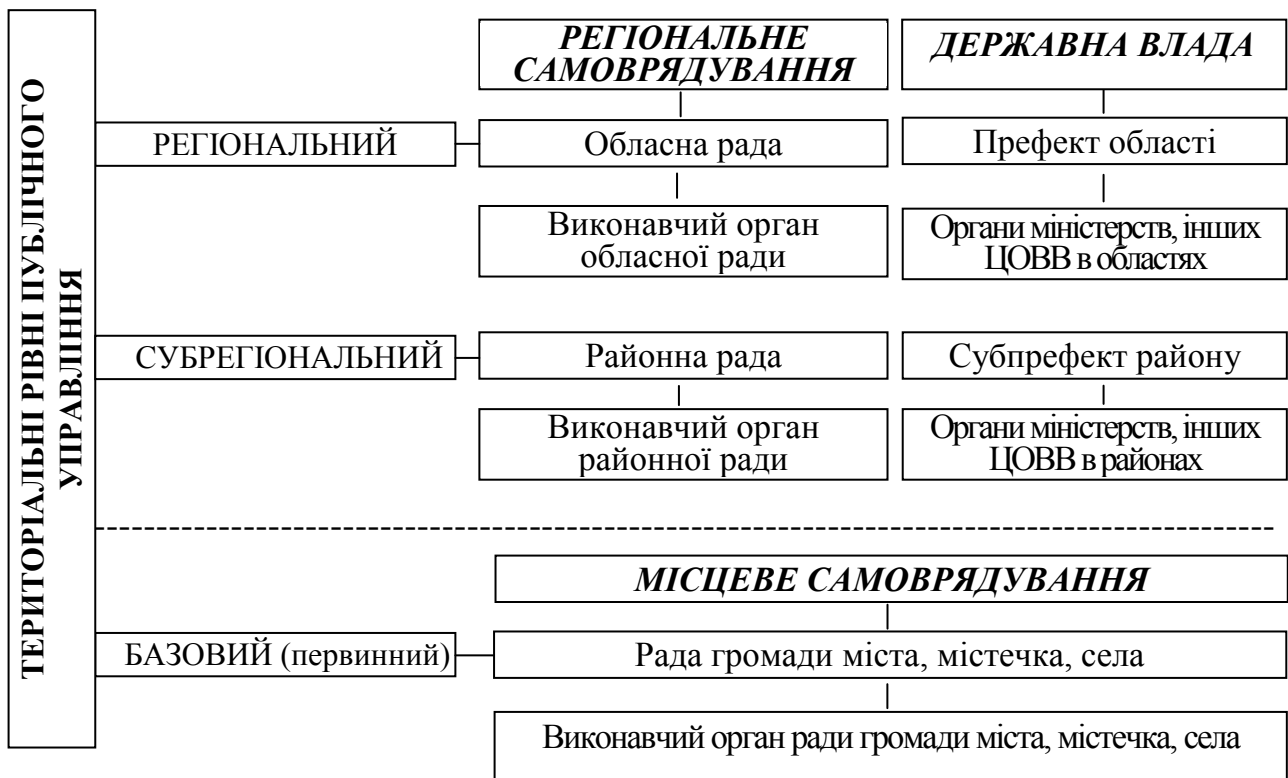 ТЕРИТОРІАЛЬНІ РІВНІ ПУБЛІЧНОГО
УПРАВЛІННЯ
РЕГІОНАЛЬНЕ
САМОВРЯДУВАННЯ
ДЕРЖАВНА ВЛАДА
РЕГІОНАЛЬНИЙ
Обласна рада
Префект області
Виконавчий орган
обласної ради
Органи міністерств, інших
ЦОВВ в областях
СУБРЕГІОНАЛЬНИЙ
Районна рада
Субпрефект району
Виконавчий орган
районної ради
Органи міністерств, інших
ЦОВВ в районах
МІСЦЕВЕ САМОВРЯДУВАННЯ
БАЗОВИЙ (первинний)
Рада громади міста, містечка, села
Виконавчий орган ради громади міста, містечка, села